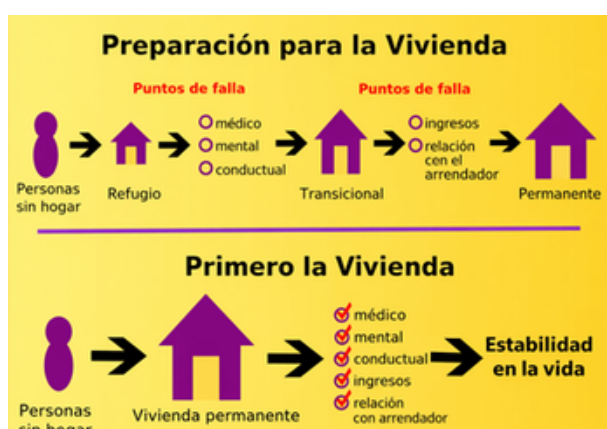 Preparación para la Vivienda
Puntos de falla
Puntos de falla
médico
mental
conductual
ingresos
relación
cen el
arrendador
Personas
sin hogar
Refugio
Transicional
Permanente
Primero la Vivienda
médico
mental
conductual
ingresos
relación
con arrendador
Estabilidad
en la vida
Personas
sin hogar
Vivienda permanente